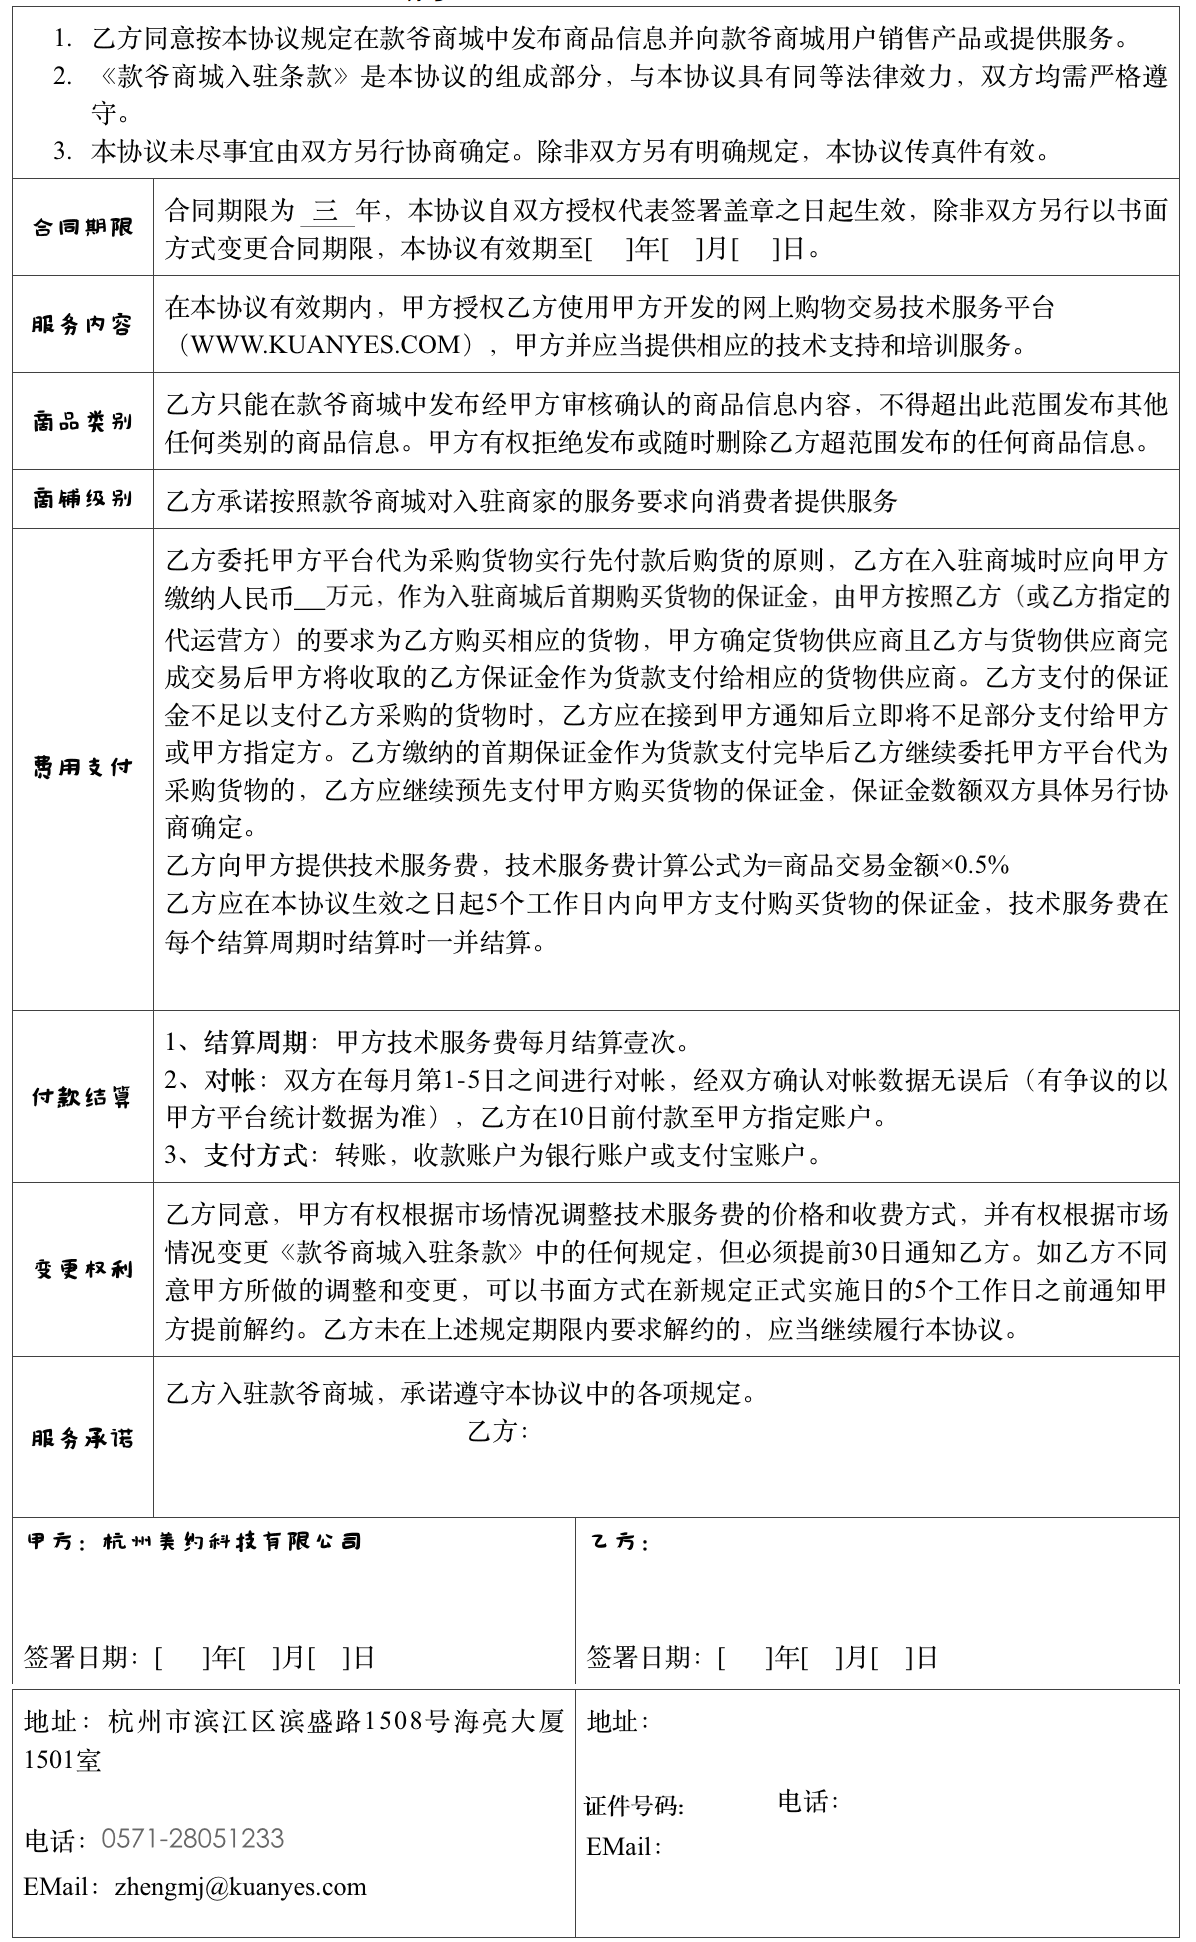 1. 乙方同意按本协议规定在款爷商城中发布商品信息并向款爷商城用户销售产品或提供服务。
2. 《款爷商城入驻条款》是本协议的组成部分，与本协议具有同等法律效力，双方均需严格遵
守。
3. 本协议未尽事宜由双方另行协商确定。除非双方另有明确规定，本协议传真件有效。
合同期限
合同期限为 三 年，本协议自双方授权代表签署盖章之日起生效，除非双方另行以书面
方式变更合同期限，本协议有效期至[ ]年[ ]月[ ]日。
服务内容
在本协议有效期内，甲方授权乙方使用甲方开发的网上购物交易技术服务平台
（WWW.KUANYES.COM），甲方并应当提供相应的技术支持和培训服务。
商品类别
乙方只能在款爷商城中发布经甲方审核确认的商品信息内容，不得超出此范围发布其他
任何类别的商品信息。甲方有权拒绝发布或随时删除乙方超范围发布的任何商品信息。
商铺级别
乙方承诺按照款爷商城对入驻商家的服务要求向消费者提供服务
费用支付
乙方委托甲方平台代为采购货物实行先付款后购货的原则，乙方在入驻商城时应向甲方
缴纳人民币__万元，作为入驻商城后首期购买货物的保证金，由甲方按照乙方（或乙方指定的
代运营方）的要求为乙方购买相应的货物，甲方确定货物供应商且乙方与货物供应商完
成交易后甲方将收取的乙方保证金作为货款支付给相应的货物供应商。乙方支付的保证
金不足以支付乙方采购的货物时，乙方应在接到甲方通知后立即将不足部分支付给甲方
或甲方指定方。乙方缴纳的首期保证金作为货款支付完毕后乙方继续委托甲方平台代为
采购货物的，乙方应继续预先支付甲方购买货物的保证金，保证金数额双方具体另行协
商确定。
乙方向甲方提供技术服务费，技术服务费计算公式为=商品交易金额×0.5%
乙方应在本协议生效之日起5个工作日内向甲方支付购买货物的保证金，技术服务费在
每个结算周期时结算时一并结算。
付款结算
1、结算周期：甲方技术服务费每月结算壹次。
2、对帐：双方在每月第1-5日之间进行对帐，经双方确认对帐数据无误后（有争议的以
甲方平台统计数据为准），乙方在10日前付款至甲方指定账户。
3、支付方式：转账，收款账户为银行账户或支付宝账户。
变更权利
乙方同意，甲方有权根据市场情况调整技术服务费的价格和收费方式，并有权根据市场
情况变更《款爷商城入驻条款》中的任何规定，但必须提前30日通知乙方。如乙方不同
意甲方所做的调整和变更，可以书面方式在新规定正式实施日的5个工作日之前通知甲
方提前解约。乙方未在上述规定期限内要求解约的，应当继续履行本协议。
服务承诺
乙方入驻款爷商城，承诺遵守本协议中的各项规定。
乙方：
甲方：杭州美约科技有限公司
签署日期：[ ]年[ ]月[ ]日
乙方：
签署日期：[ ]年[ ]月[ ]日
地址：杭州市滨江区滨盛路1508号海亮大厦
1501室
电话：0571-28051233
EMail：zhengmj@kuanyes.com
地址：
证件号码: 电话：
EMail：